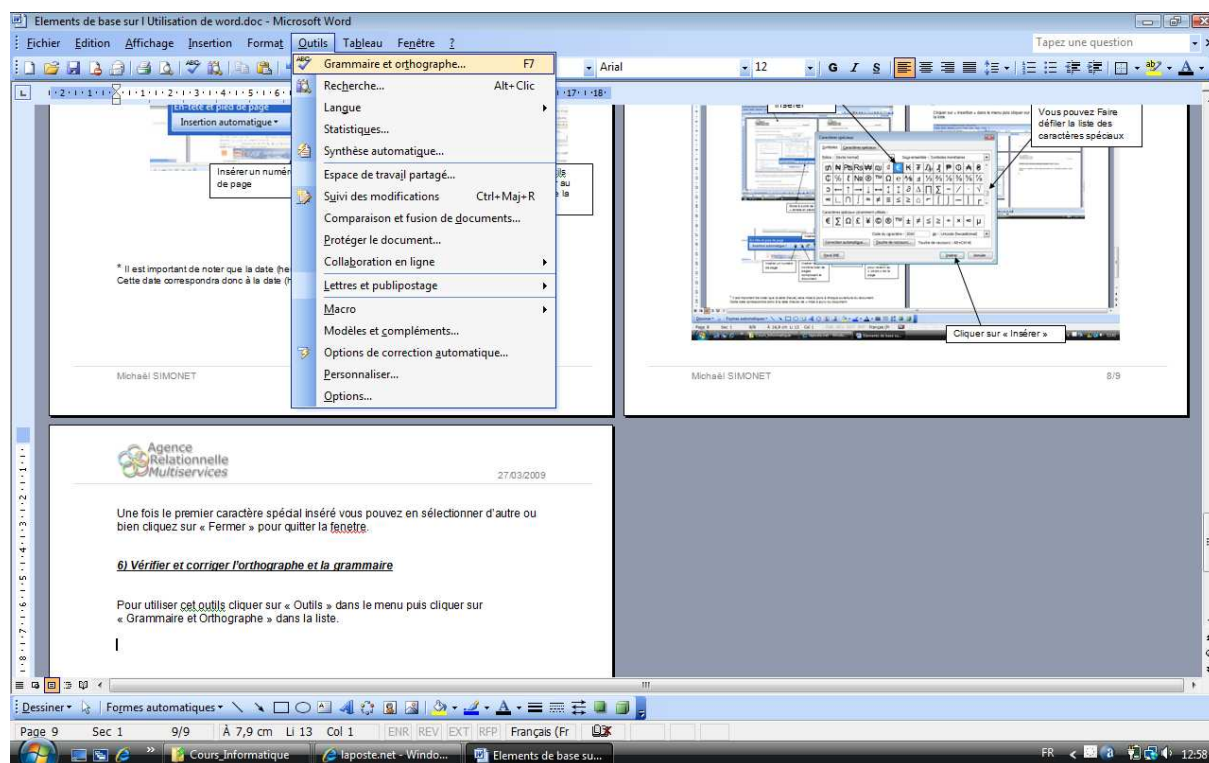 Elements de base sur l Utilisation de word.doc - Microsoft Word
Fichier Edition Affichage Insertion Format Outils Tableau Fenêtre ?
Tapez une question
Arial 12 G I S
Grammaire et orthographe... F7
Recherche... Alt+Clic
Langue
Statistiques...
Synthèse automatique...
Espace de travail partagé...
Suivi des modifications Ctrl+Maj+R
Comparaison et fusion de documents...
Protéger le document...
Collaboration en ligne
Lettres et publipostage
Macro
Modèles et compléments...
Options de correction automatique...
Personnaliser...
Options...
En-tête et pied de page
Insertion automatique
Insérer un numér
de page
* Il est important de noter que la date (he
Cette date correspondra donc à la date (h
Michaël SIMONET
insérer
Vous pouvez Faire
défiler la liste des
caractères spéciaux
Cliquer sur « Insérer »
Michaël SIMONET 8/9
Agence
Relationnelle
Multiservices
27/03/2009
Une fois le premier caractère spécial inséré vous pouvez en sélectionner d'autre ou
bien cliquez sur « Fermer » pour quitter la fenetre.
6) Vérifier et corriger l'orthographe et la grammaire
Pour utiliser cet outils cliquer sur « Outils » dans le menu puis cliquer sur
« Grammaire et Orthographe » dans la liste.
Dessiner Formes automatiques
Page 9 Sec 1 9/9 À 7,9 cm Li 13 Col 1 ENR REV EXT RFP Français (Fr
Cours_Informatique laposte.net - Windo... Elements de base su... FR 12:58